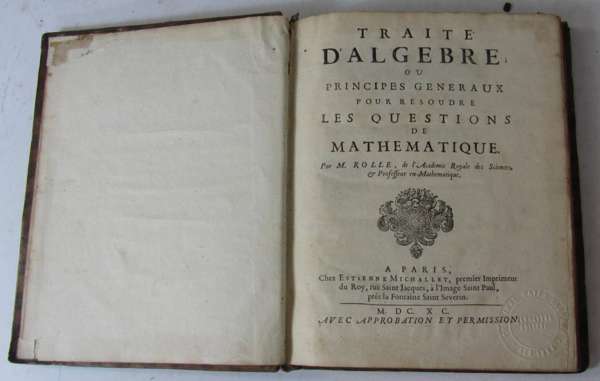 TRAITE
D'ALGEBRE;
OU
PRINCIPES GENERAUX
POUR RESOUDRE
LES QUESTIONS
DE
MATHEMATIQUE.
Par M. ROLLE, de l'Academie Royale des Sciences,
& Professeur en Mathematique.
A PARIS,
Chez ESTIENNE MICHALLET, premier Imprimeur
du Roy, ruë Saint Jacques, à l'Image Saint Paul,
prés la Fontaine Saint Severin.
M. DC. XC.
AVEC APPROBATION ET PERMISSION.